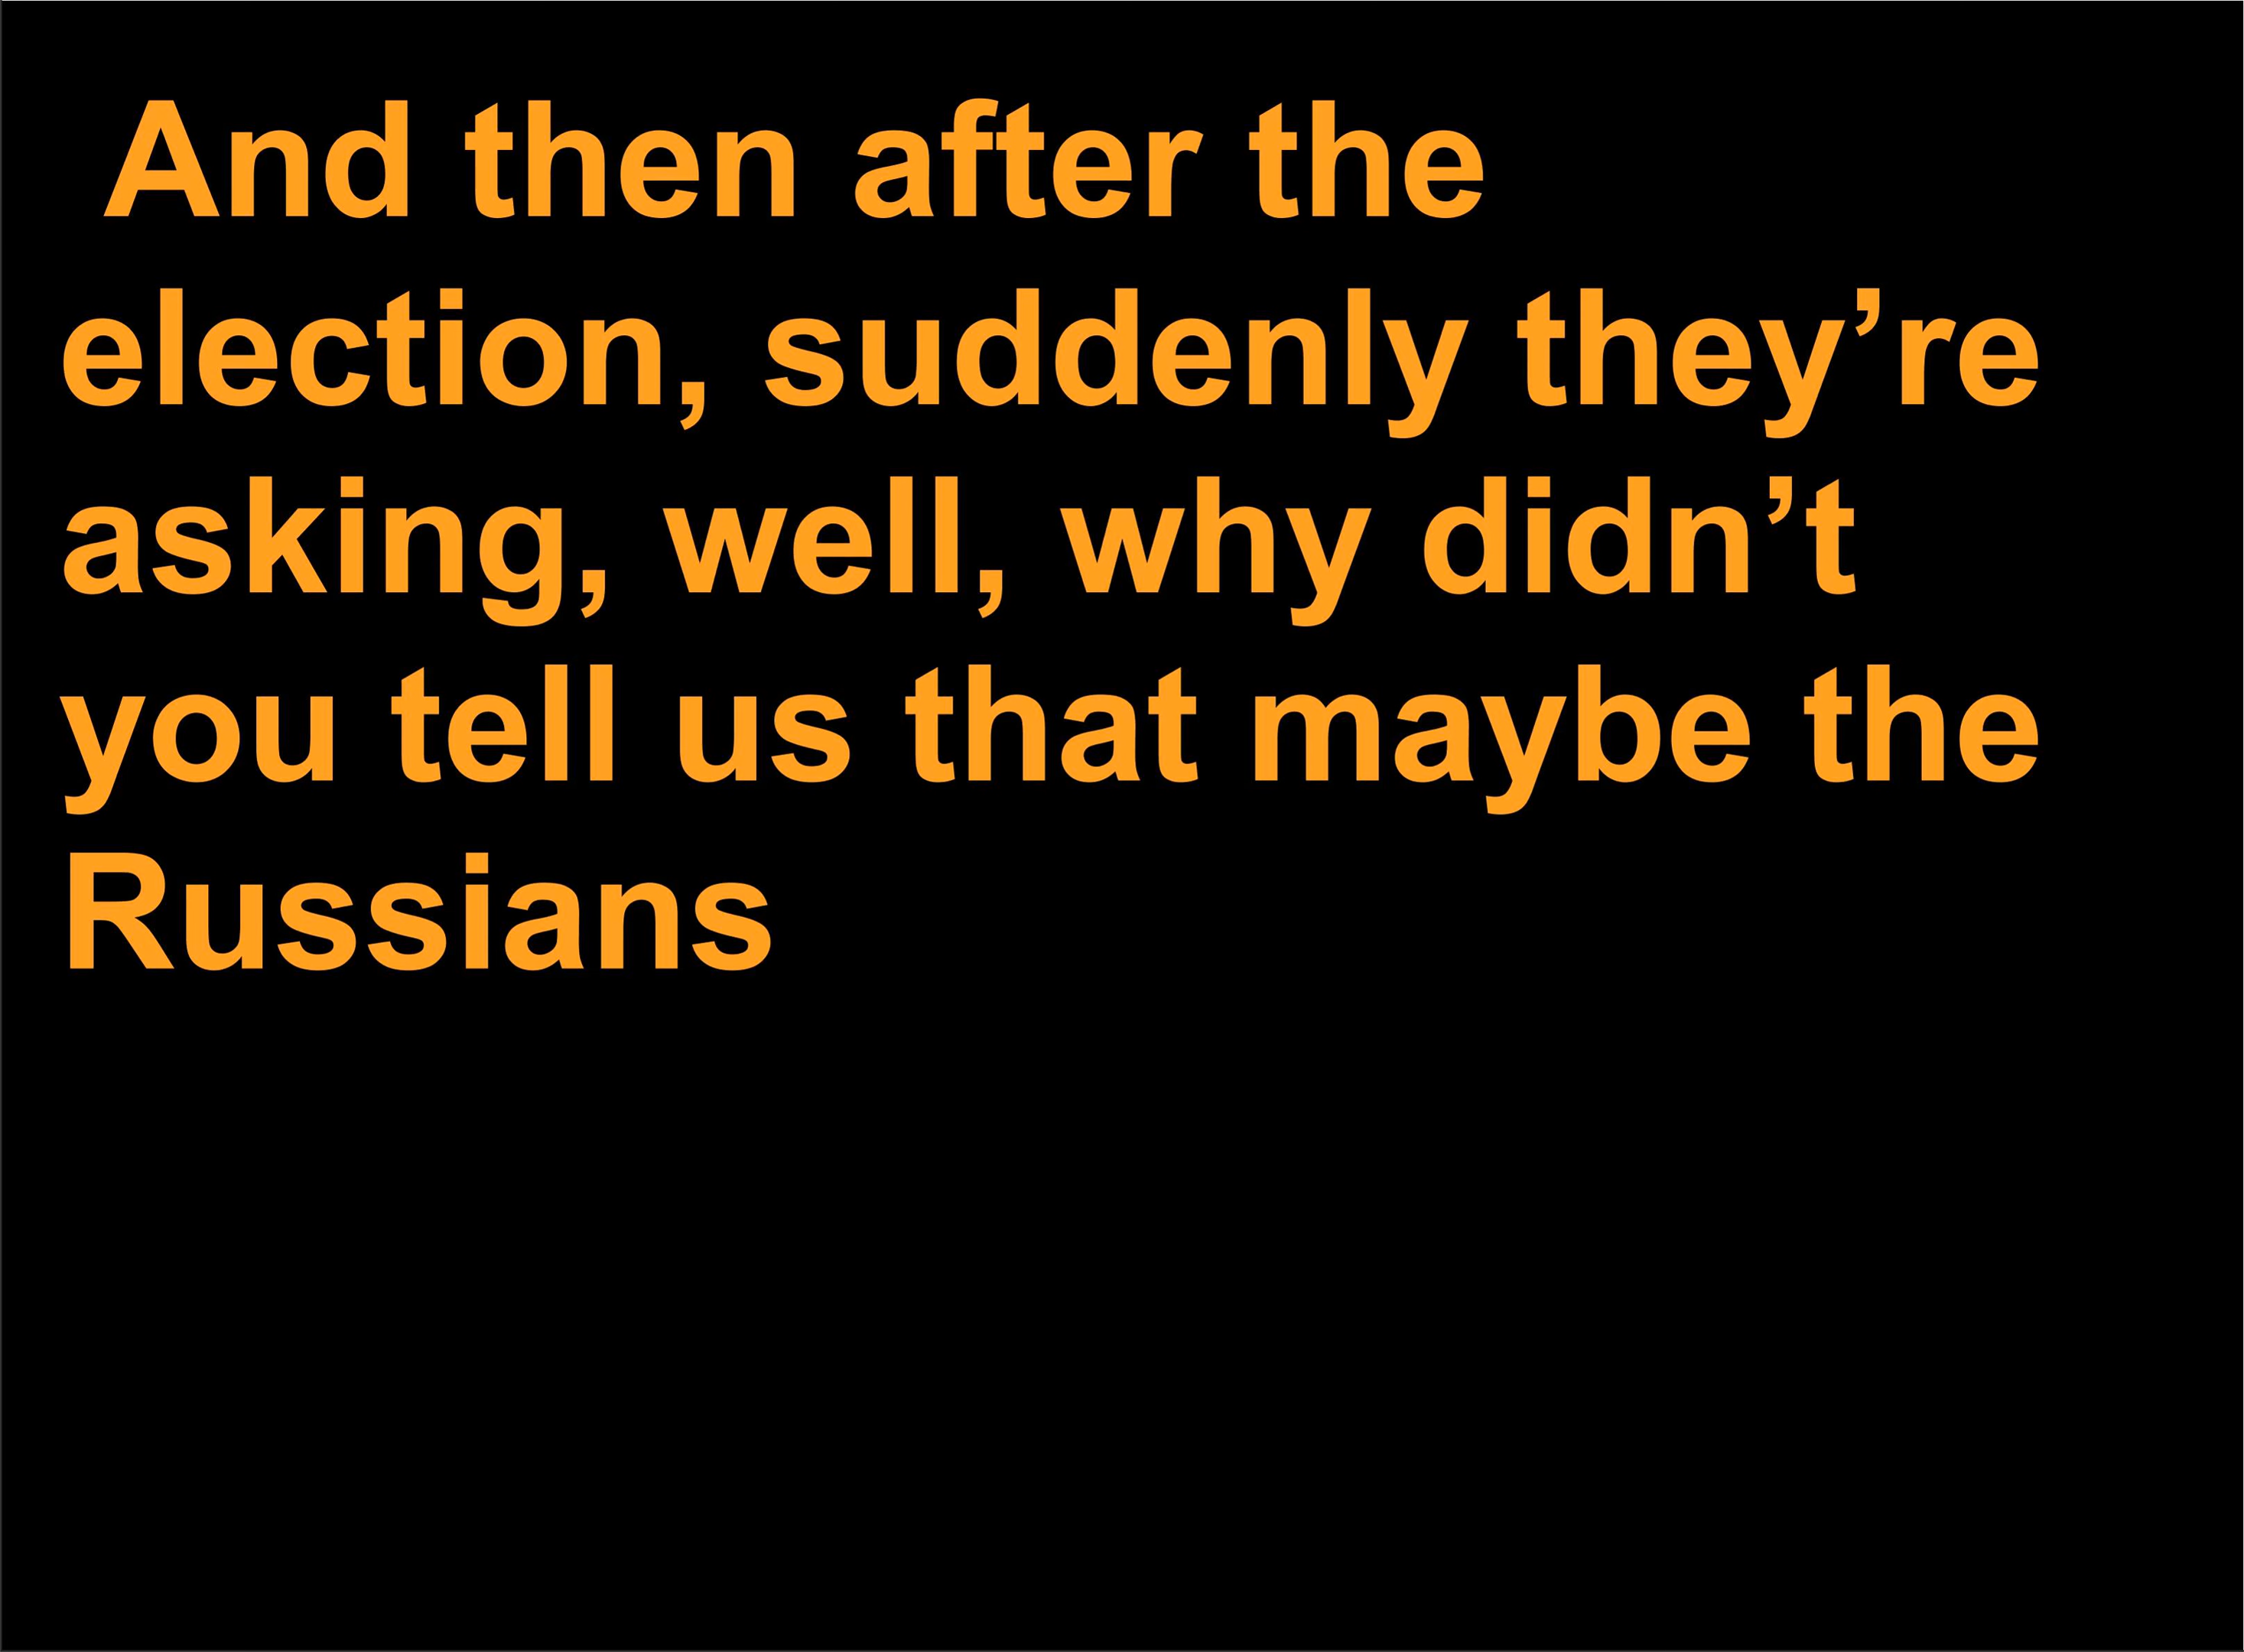 And then after the
election, suddenly they’re
asking, well, why didn’t
you tell us that maybe the
Russians